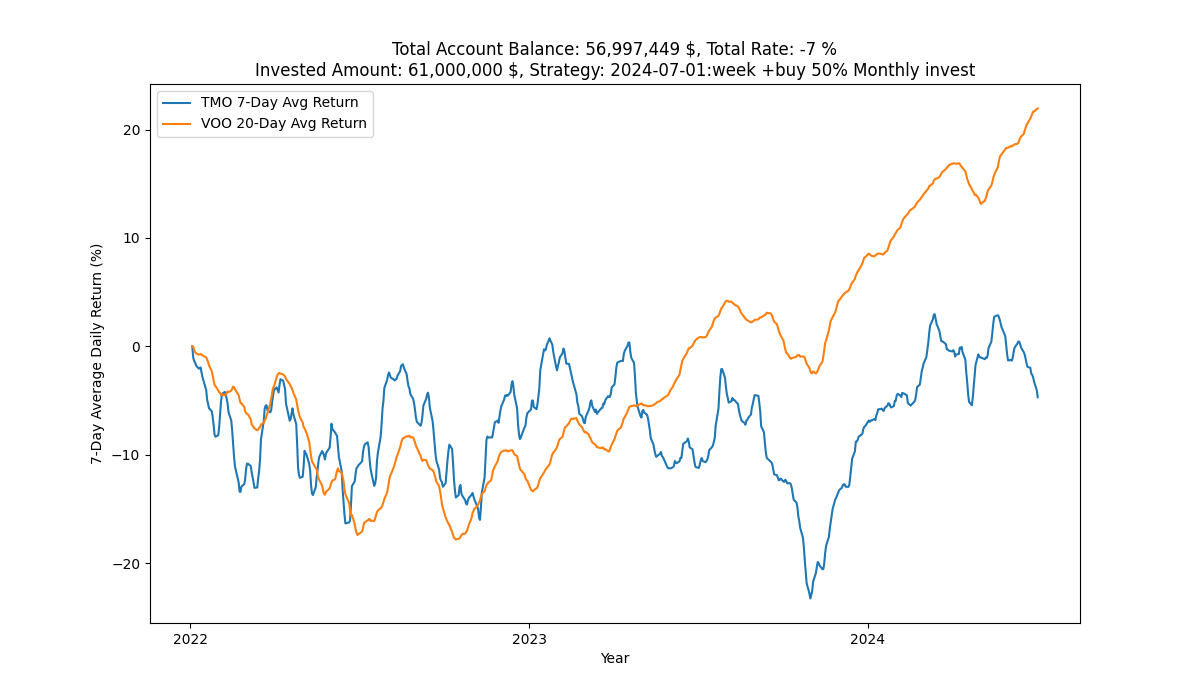 Total Account Balance: 56,997,449 $, Total Rate: -7 %
Invested Amount: 61,000,000 $, Strategy: 2024-07-01:week +buy 50% Monthly invest
TMO 7-Day Avg Return
VOO 20-Day Avg Return
7-Day Average Daily Return (%)
20
10
0
−10
−20
2022
2023
2024
Year